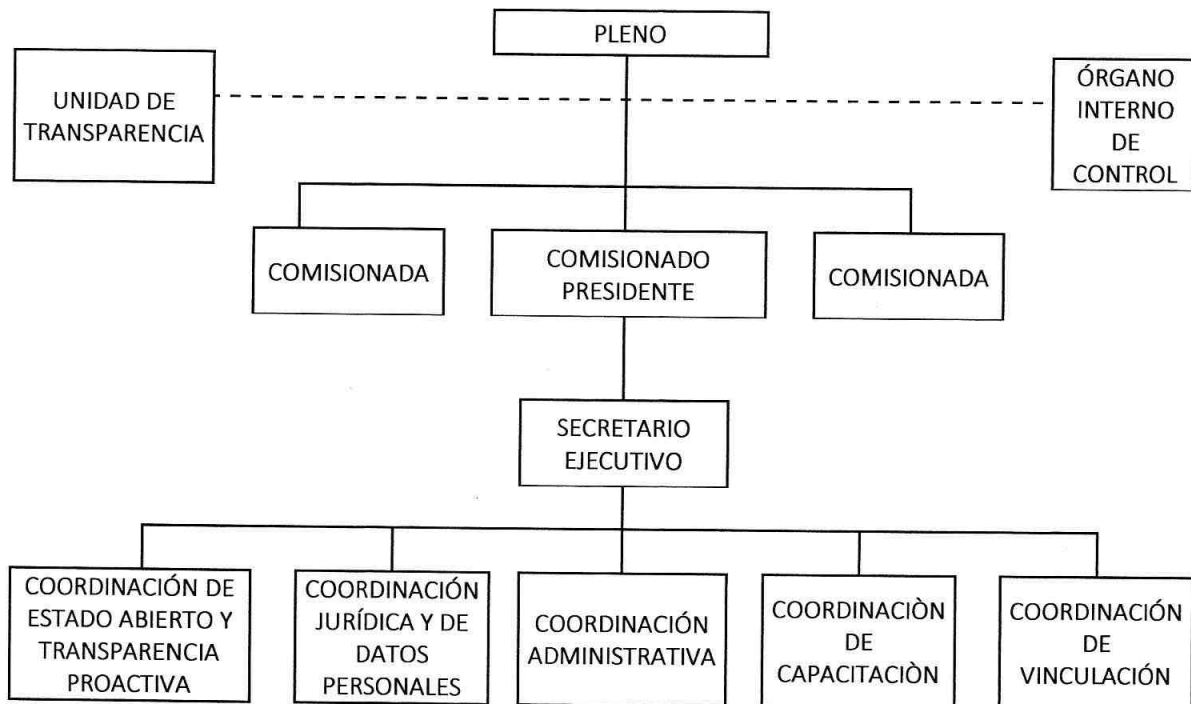 PLENO
UNIDAD DE
TRANSPARENCIA
ÓRGANO
INTERNO
DE
CONTROL
COMISIONADA
COMISIONADO
PRESIDENTE
COMISIONADA
SECRETARIO
EJECUTIVO
COORDINACIÓN DE
ESTADO ABIERTO Y
TRANSPARENCIA
PROACTIVA
COORDINACIÓN
JURÍDICA Y DE
DATOS
PERSONALES
COORDINACIÓN
ADMINISTRATIVA
COORDINACIÒN
DE
CAPACITACIÒN
COORDINACIÓN
DE
VINCULACIÓN